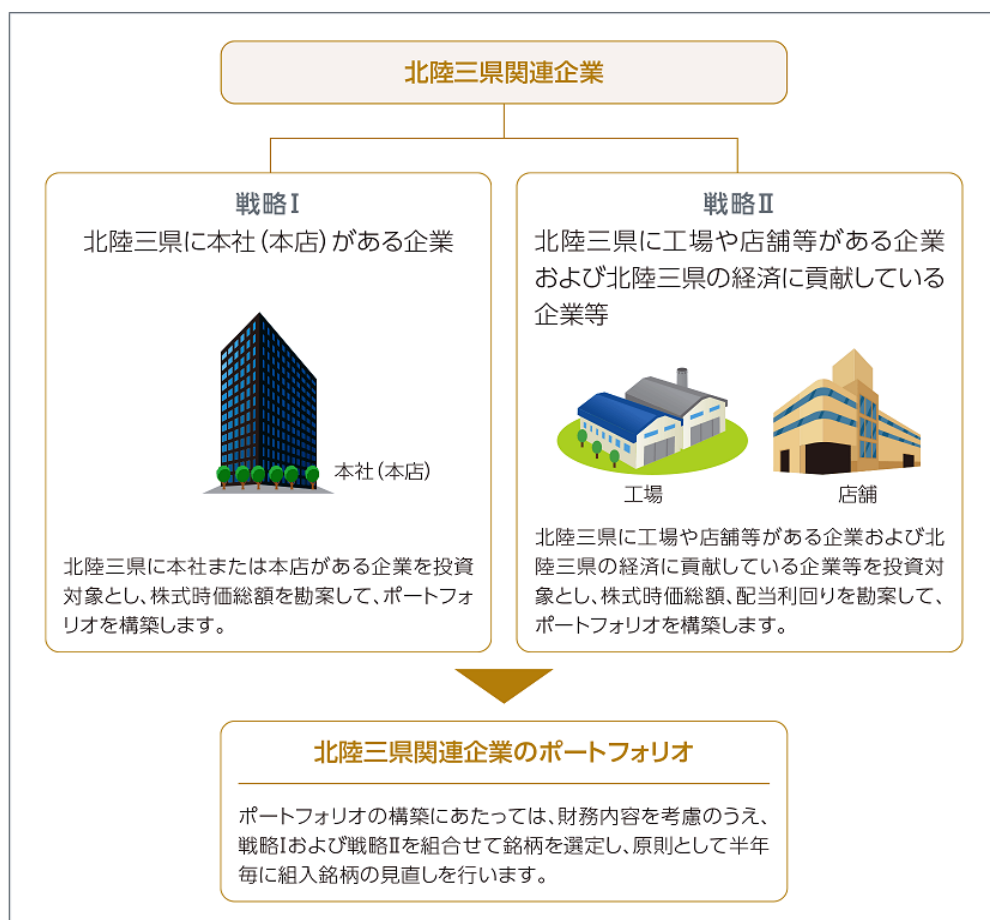 北陸三県関連企業
戦略Ⅰ
北陸三県に本社（本店）がある企業
本社（本店）
北陸三県に本社または本店がある企業を投資
対象とし、株式時価総額を勘案して、ポートフォ
リオを構築します。
戦略Ⅱ
北陸三県に工場や店舗等がある企業
および北陸三県の経済に貢献している
企業等
工場
店舗
北陸三県に工場や店舗等がある企業および北
陸三県の経済に貢献している企業等を投資対
象とし、株式時価総額、配当利回りを勘案して、
ポートフォリオを構築します。
北陸三県関連企業のポートフォリオ
ポートフォリオの構築にあたっては、財務内容を考慮のうえ、
戦略Ⅰおよび戦略Ⅱを組合せて銘柄を選定し、原則として半年
毎に組入銘柄の見直しを行います。